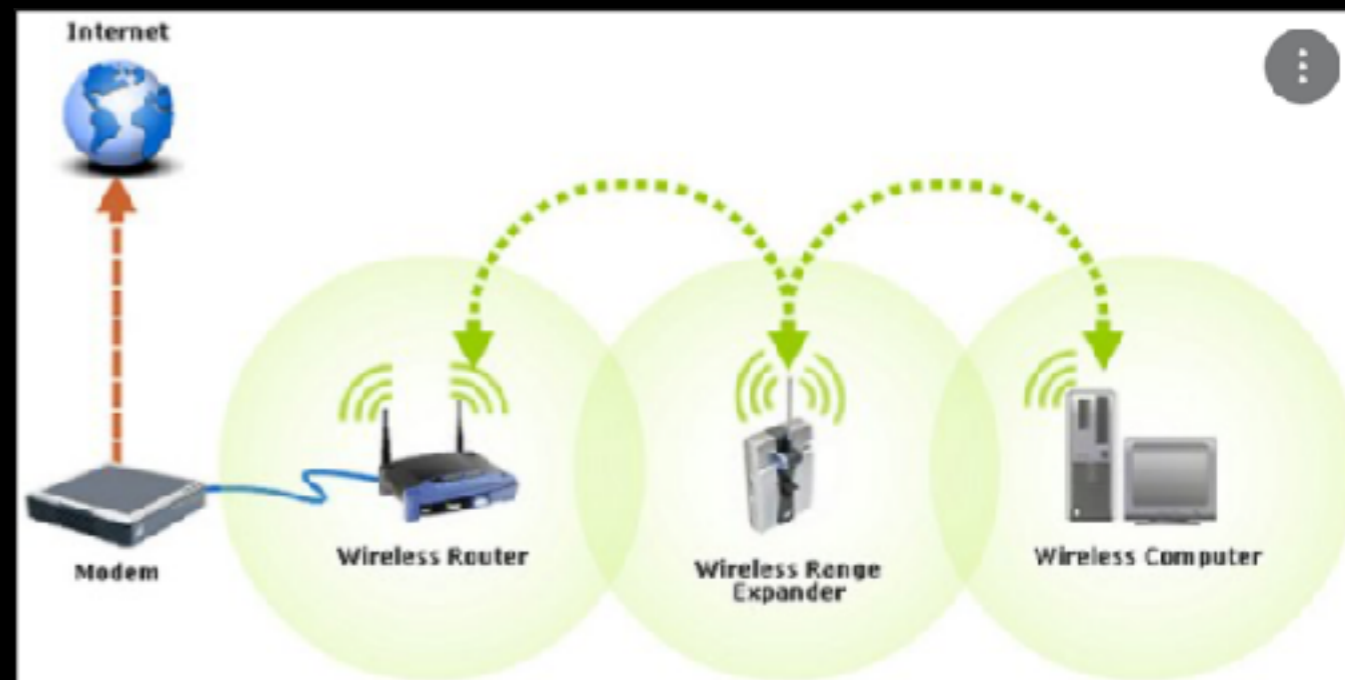 Internet
Modem
Wireless Router
Wireless Range
Expander
Wireless Computer